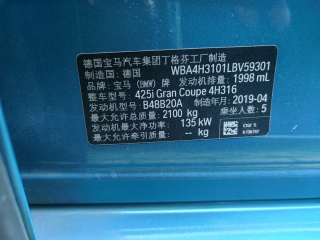 德国宝马汽车集团丁格芬工厂制造
制造国：德国 WBA4H3101LBV59301
品牌：宝马（BMW）牌 发动机排量：1998 mL
整车型号：425i Gran Coupe 4H316
发动机型号：B48B20A 制造年月：2019-04
最大允许总质量：2100 kg 乘坐人数：5
发动机最大净功率：135 kW
最大允许牵引质量：-- kg